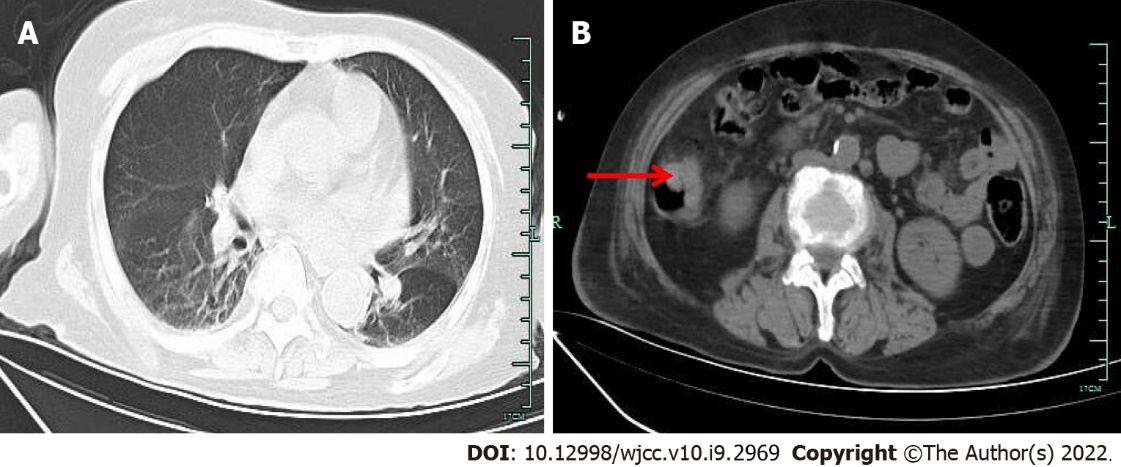 A
B
L
17CM
R
L
17CM
DOI: 10.12998/wjcc.v10.i9.2969 Copyright ©The Author(s) 2022.